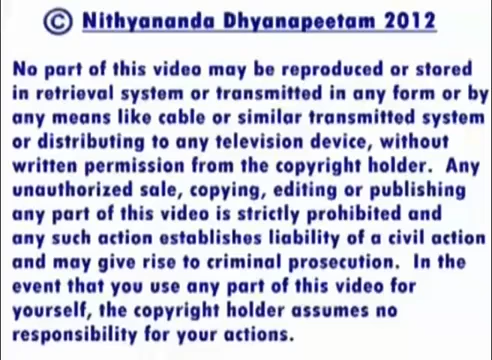 © Nithyananda Dhyanapeetam 2012
No part of this video may be reproduced or stored
in retrieval system or transmitted in any form or by
any means like cable or similar transmitted system
or distributing to any television device, without
written permission from the copyright holder. Any
unauthorized sale, copying, editing or publishing
any part of this video is strictly prohibited and
any such action establishes liability of a civil action
and may give rise to criminal prosecution. In the
event that you use any part of this video for
yourself, the copyright holder assumes no
responsibility for your actions.